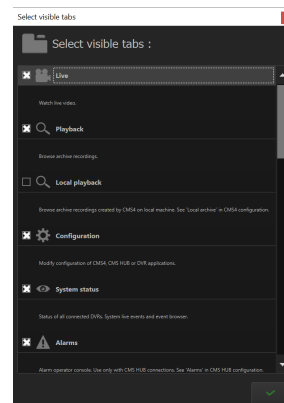 Select visible tabs
Select visible tabs :
Live
Watch live video.
Playback
Browse archive recordings.
Local playback
Browse archive recordings created by CMS4 on local machine. See 'Local archive' in CMS4 configuration.
Configuration
Modify configuration of CMS4, CMS HUB or DVR applications.
System status
Status of all connected DVRs. System live events and event browser.
Alarms
Alarm operator console. Use only with CMS HUB connections. See 'Alarms' in CMS HUB configuration.